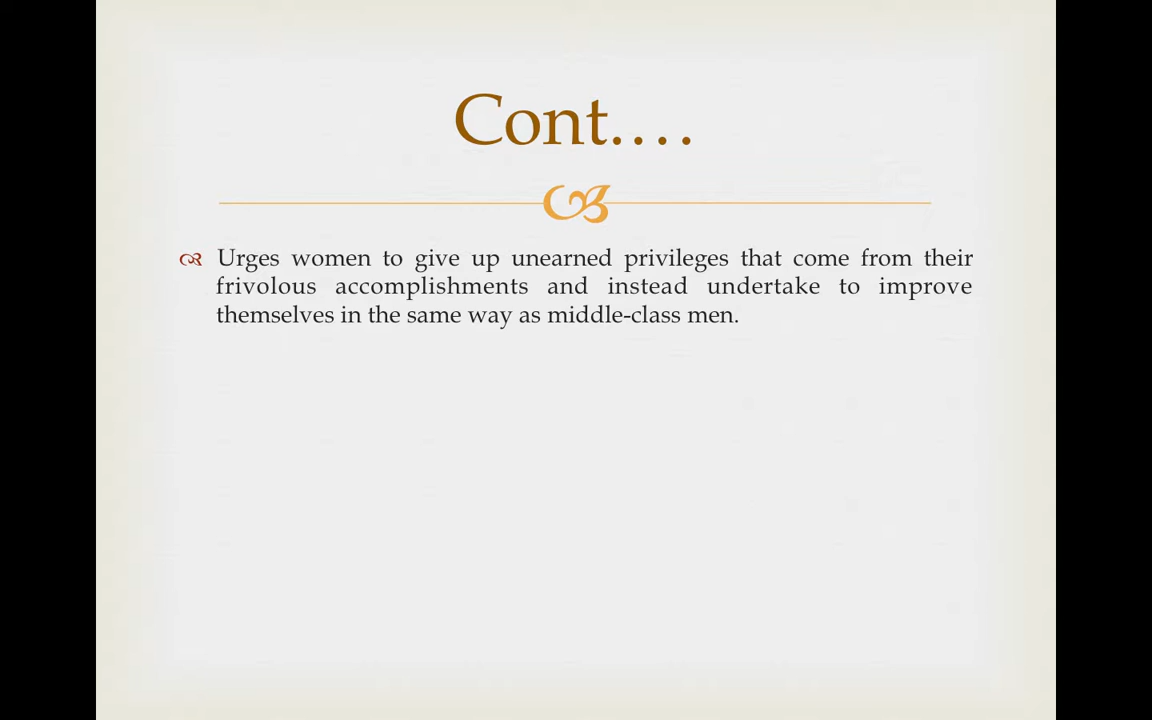 Cont.…
Urges women to give up unearned privileges that come from their
frivolous accomplishments and instead undertake to improve
themselves in the same way as middle-class men.